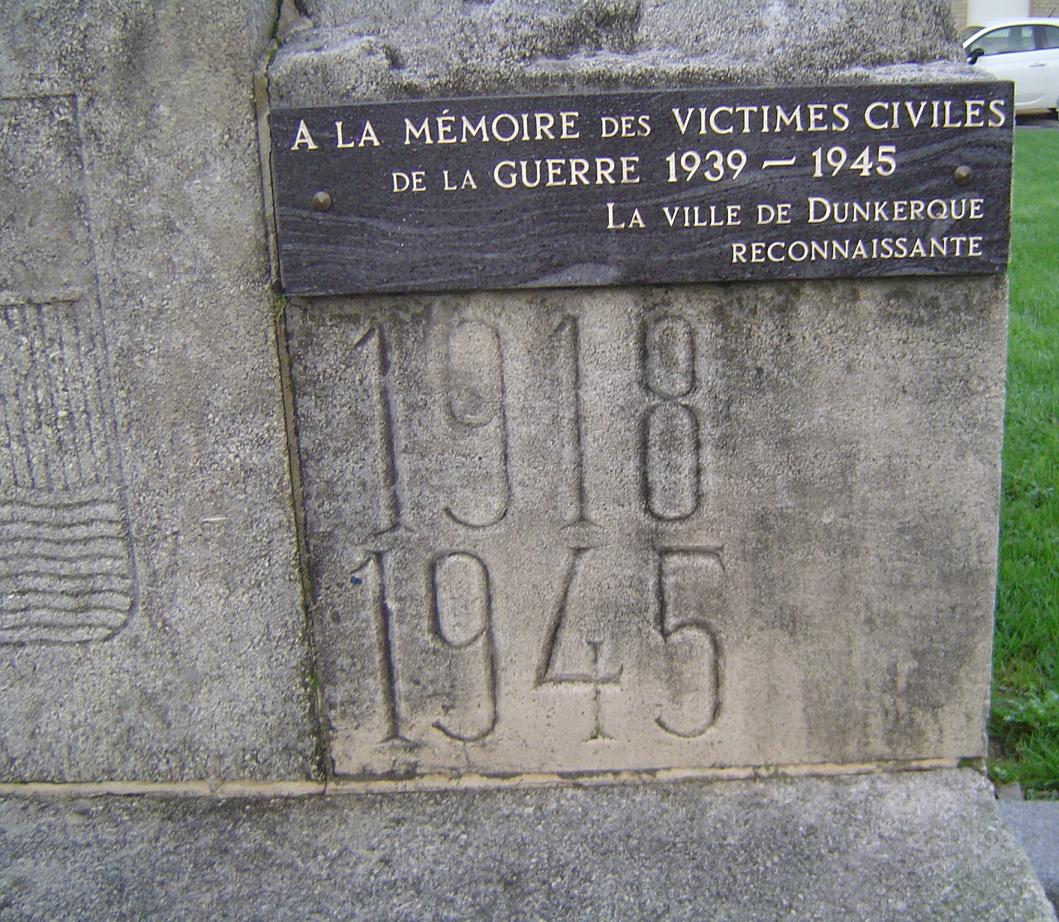 A LA MÉMOIRE DES VICTIMES CIVILES
DE LA GUERRE 1939 – 1945
LA VILLE DE DUNKERQUE
RECONNAISSANTE
1918
1945